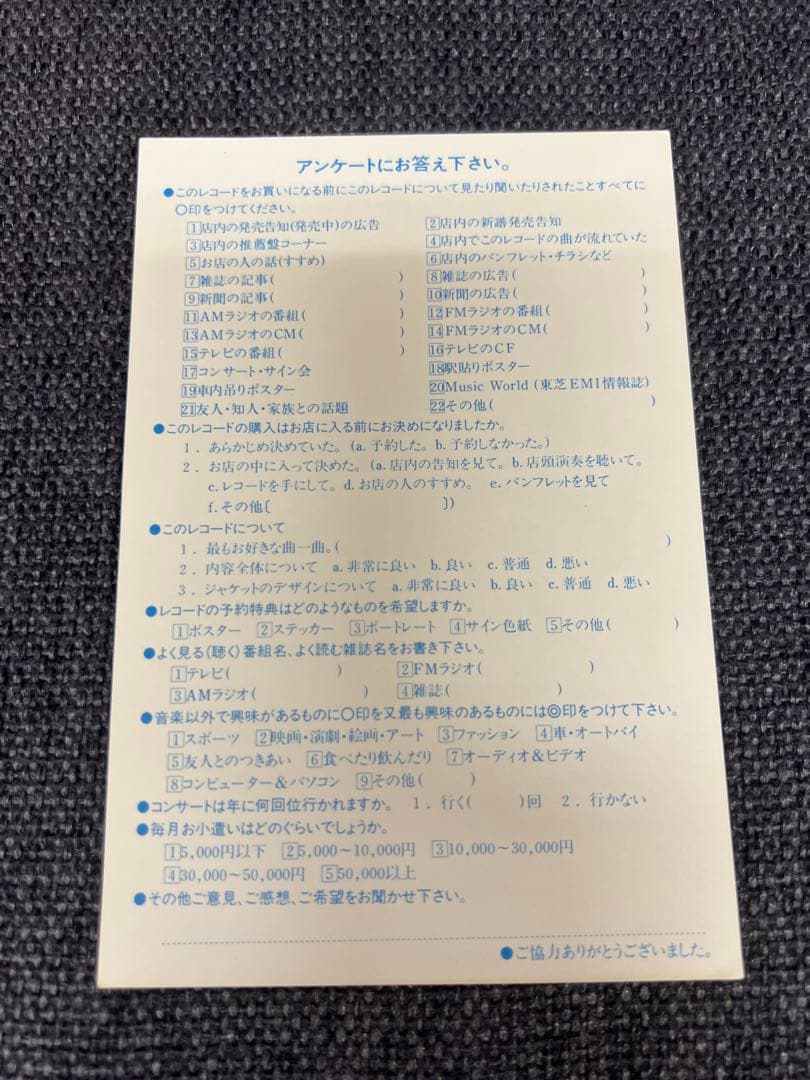 アンケートにお答え下さい。
●このレコードをお買いになる前にこのレコードについて見たり聞いたりされたことすべてに
○印をつけてください。
1店内の発売告知(発売中)の広告 2店内の新譜発売告知
3店内の推薦盤コーナー 4店内でこのレコードの曲が流れていた
5お店の人の話(すすめ) 6店内のパンフレット・チラシなど
7雑誌の記事( ) 8雑誌の広告( )
9新聞の記事( ) 10新聞の広告( )
11AMラジオの番組( ) 12FMラジオの番組( )
13AMラジオのCM( ) 14FMラジオのCM( )
15テレビの番組( ) 16テレビのCF
17コンサート・サイン会 18駅貼りポスター
19車内吊りポスター 20Music World (東芝EMI情報誌)
21友人・知人・家族との話題 22その他( )
●このレコードの購入はお店に入る前にお決めになりましたか。
1．あらかじめ決めていた。(a.予約した。b.予約しなかった。)
2．お店の中に入って決めた。(a.店内の告知を見て。b.店頭演奏を聴いて。
c.レコードを手にして。d.お店の人のすすめ。 e.パンフレットを見て
f.その他[ ])
●このレコードについて
1．最もお好きな曲一曲。( )
2．内容全体について a.非常に良い b.良い c.普通 d.悪い
3．ジャケットのデザインについて a.非常に良い b.良い c.普通 d.悪い
●レコードの予約特典はどのようなものを希望しますか。
1ポスター 2ステッカー 3ポートレート 4サイン色紙 5その他( )
●よく見る(聴く)番組名、よく読む雑誌名をお書き下さい。
1テレビ( ) 2FMラジオ( )
3AMラジオ( ) 4雑誌( )
●音楽以外で興味があるものに○印を又最も興味のあるものには◎印をつけて下さい。
1スポーツ 2映画・演劇・絵画・アート 3ファッション 4車・オートバイ
5友人とのつきあい 6食べたり飲んだり 7オーディオ＆ビデオ
8コンピューター＆パソコン 9その他( )
●コンサートは年に何回位行かれますか。 1．行く( )回 2．行かない
●毎月お小遣いはどのぐらいでしょうか。
15,000円以下 25,000～10,000円 310,000～30,000円
430,000～50,000円 550,000以上
●その他ご意見、ご感想、ご希望をお聞かせ下さい。
●ご協力ありがとうございました。